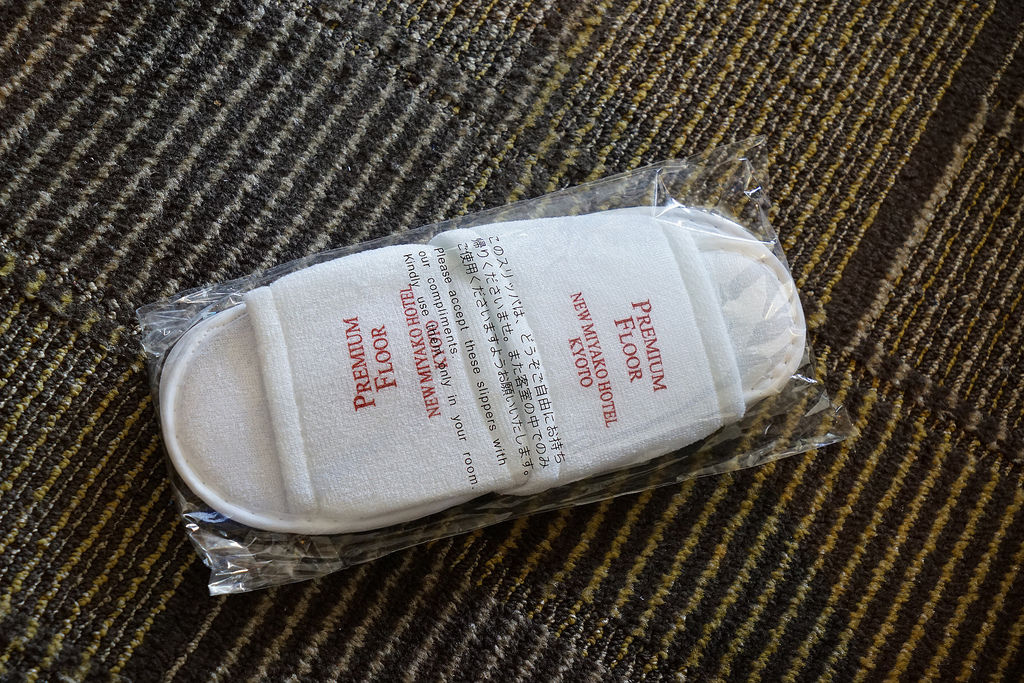 このスリッパは、どうぞご自由にお持ち
帰りくださいませ。また客室の中でのみ
ご使用くださいますようお願いいたします。
Please accept these slippers with
our compliments.
Kindly use them only in your room.
PREMIUM
FLOOR
NEW MIYAKO HOTEL
KYOTO
PREMIUM
FLOOR
NEW MIYAKO HOTEL
KYOTO